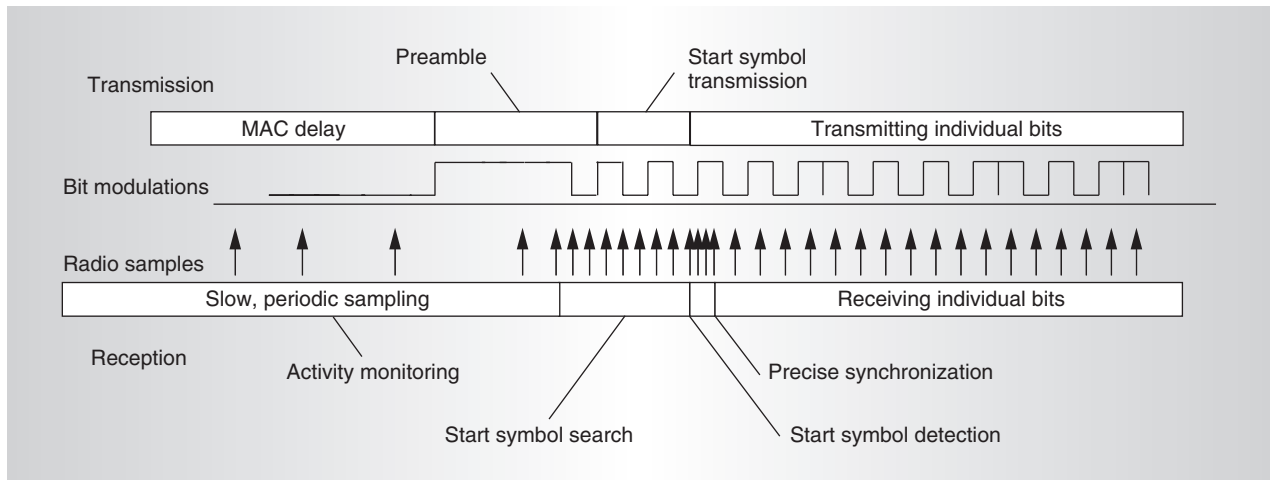 Preamble
Start symbol
transmission
Transmission
MAC delay
Transmitting individual bits
Bit modulations
Radio samples
Slow, periodic sampling
Receiving individual bits
Reception
Activity monitoring
Precise synchronization
Start symbol search
Start symbol detection